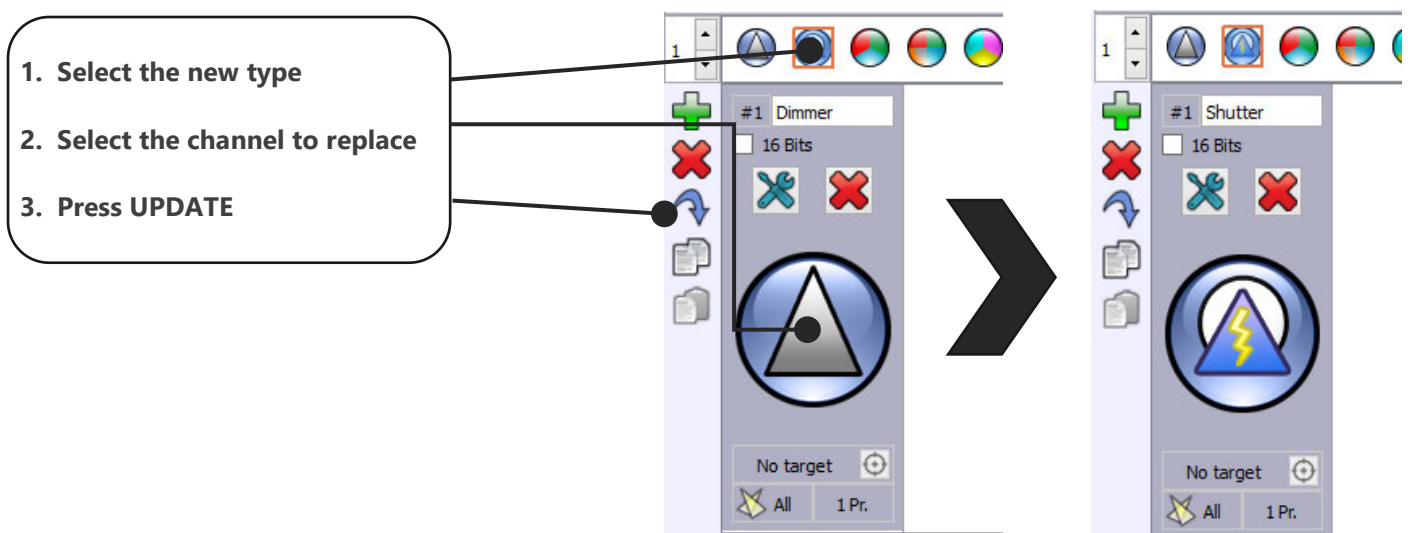 1. Select the new type
2. Select the channel to replace
3. Press UPDATE
1
#1 Dimmer
16 Bits
No target
All 1 Pr.
1
#1 Shutter
16 Bits
No target
All 1 Pr.